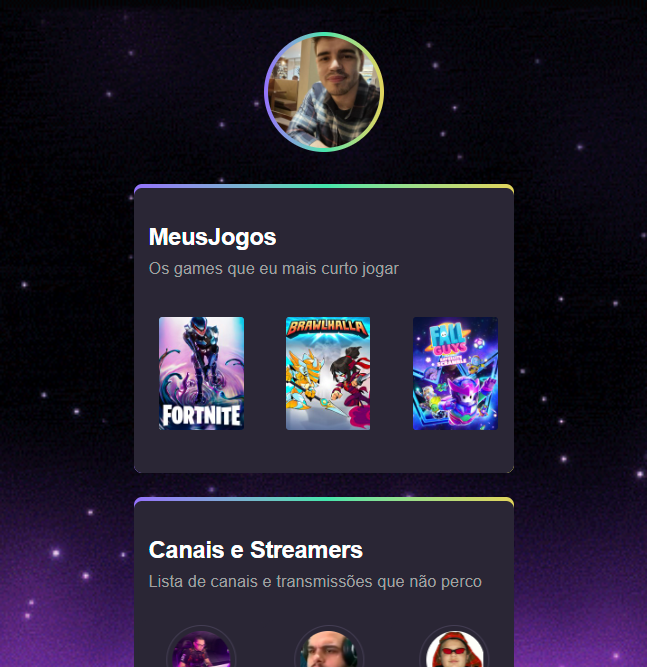 MeusJogos
Os games que eu mais curto jogar
FORTNITE
BRAWLHALLA
FALL
GUYS
SCRAMBLE
Canais e Streamers
Lista de canais e transmissões que não perco